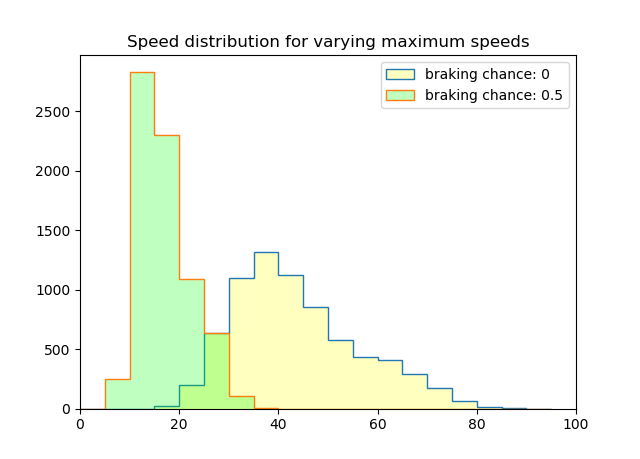 Speed distribution for varying maximum speeds
braking chance: 0
braking chance: 0.5
2500
2000
1500
1000
500
0
0 20 40 60 80 100